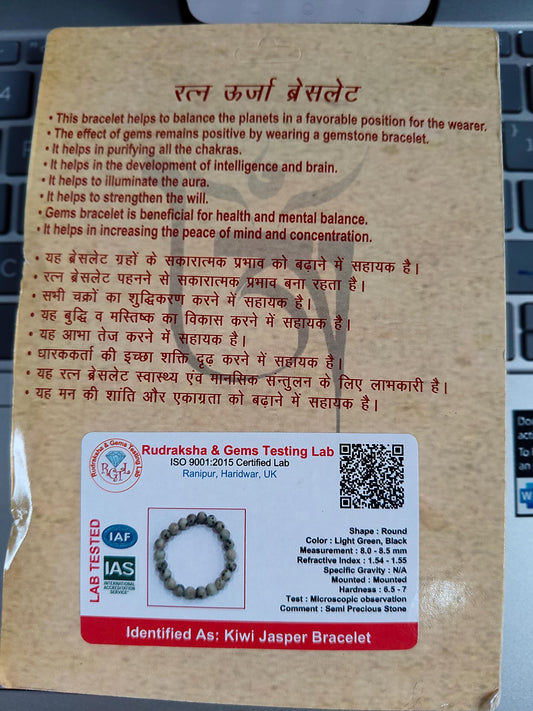 रत्न ऊर्जा ब्रेसलेट
• This bracelet helps to balance the planets in a favorable position for the wearer.
• The effect of gems remains positive by wearing a gemstone bracelet.
• It helps in purifying all the chakras.
• It helps in the development of intelligence and brain.
• It helps to illuminate the aura.
• It helps to strengthen the will.
• Gems bracelet is beneficial for health and mental balance.
• It helps in increasing the peace of mind and concentration.
• यह ब्रेसलेट ग्रहों के सकारात्मक प्रभाव को बढ़ाने में सहायक है।
• रत्न ब्रेसलेट पहनने से सकारात्मक प्रभाव बना रहता है।
• सभी चक्रों का शुद्धिकरण करने में सहायक है।
• यह बुद्धि व मस्तिष्क का विकास करने में सहायक है।
• यह आभा तेज करने में सहायक है।
• धारककर्ता की इच्छा शक्ति दृढ़ करने में सहायक है।
• यह रत्न ब्रेसलेट स्वास्थ्य एंव मानसिक सन्तुलन के लिए लाभकारी है।
• यह मन की शांति और एकाग्रता को बढ़ाने में सहायक है।
Rudraksha & Gems Testing Lab
Rudraksha & Gems Testing Lab
ISO 9001:2015 Certified Lab
Ranipur, Haridwar, UK
LAB TESTED
IAF
IAS
INTERNATIONAL
ACCREDITATION
SERVICE
Shape : Round
Color : Light Green, Black
Measurement : 8.0 - 8.5 mm
Refractive Index : 1.54 - 1.55
Specific Gravity : N/A
Mounted : Mounted
Hardness : 6.5 - 7
Test : Microscopic observation
Comment : Semi Precious Stone
Identified As: Kiwi Jasper Bracelet